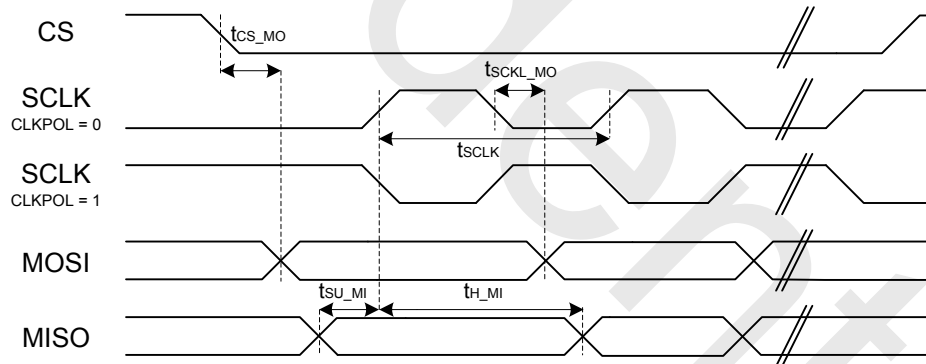 CS
tCS_MO
tSCKL_MO
SCLK
CLKPOL = 0
tSCLK
SCLK
CLKPOL = 1
MOSI
tSU_MI
tH_MI
MISO